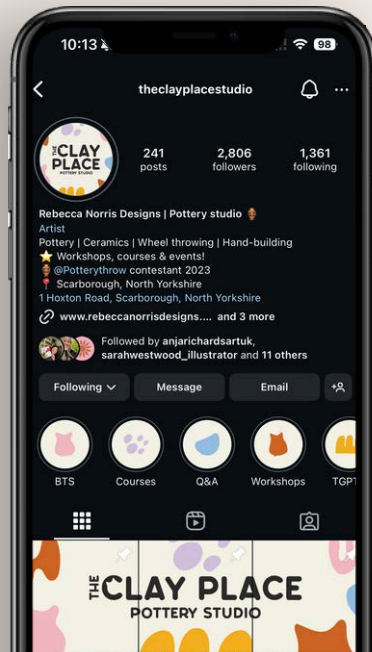 10:13
98
theclayplacestudio
THE CLAY
PLACE
POTTERY STUDIO
241
posts
2,806
followers
1,361
following
Rebecca Norris Designs | Pottery studio
Artist
Pottery | Ceramics | Wheel throwing | Hand-building
Workshops, courses & events!
@Potterythrow contestant 2023
Scarborough, North Yorkshire
1 Hoxton Road, Scarborough, North Yorkshire
www.rebeccanorrisdesigns.... and 3 more
Followed by anjarichardsartuk,
sarahwestwood_illustrator and 11 others
Following
Message
Email
BTS
Courses
Q&A
Workshops
TGPT
THE CLAY PLACE
POTTERY STUDIO